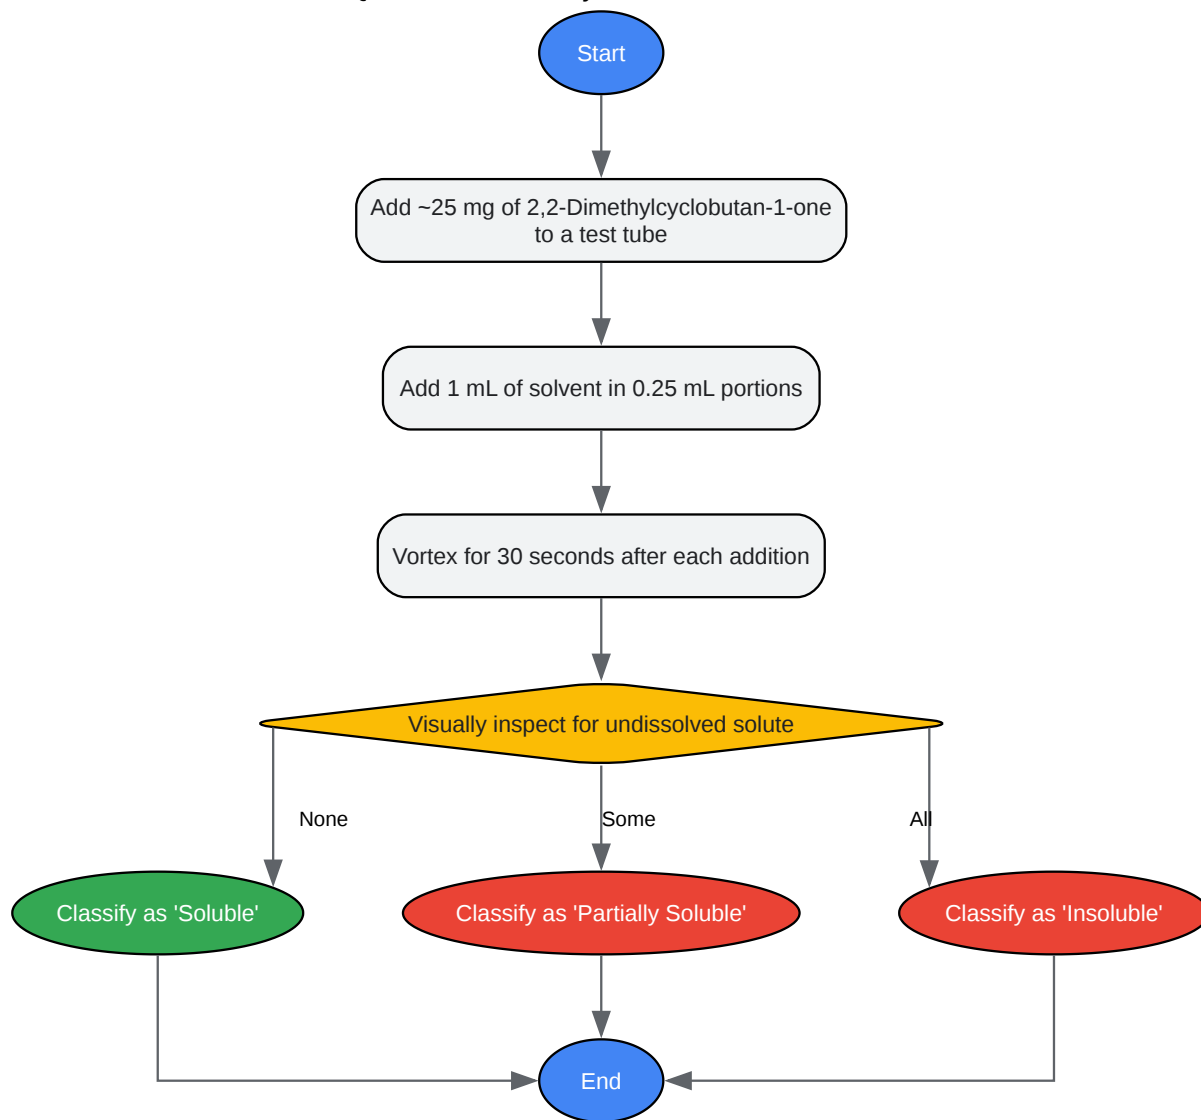 Start
Add ~25 mg of 2,2-Dimethylcyclobutan-1-one
to a test tube
Add 1 mL of solvent in 0.25 mL portions
Vortex for 30 seconds after each addition
Visually inspect for undissolved solute
None
Some
All
Classify as 'Soluble'
Classify as 'Partially Soluble'
Classify as 'Insoluble'
End